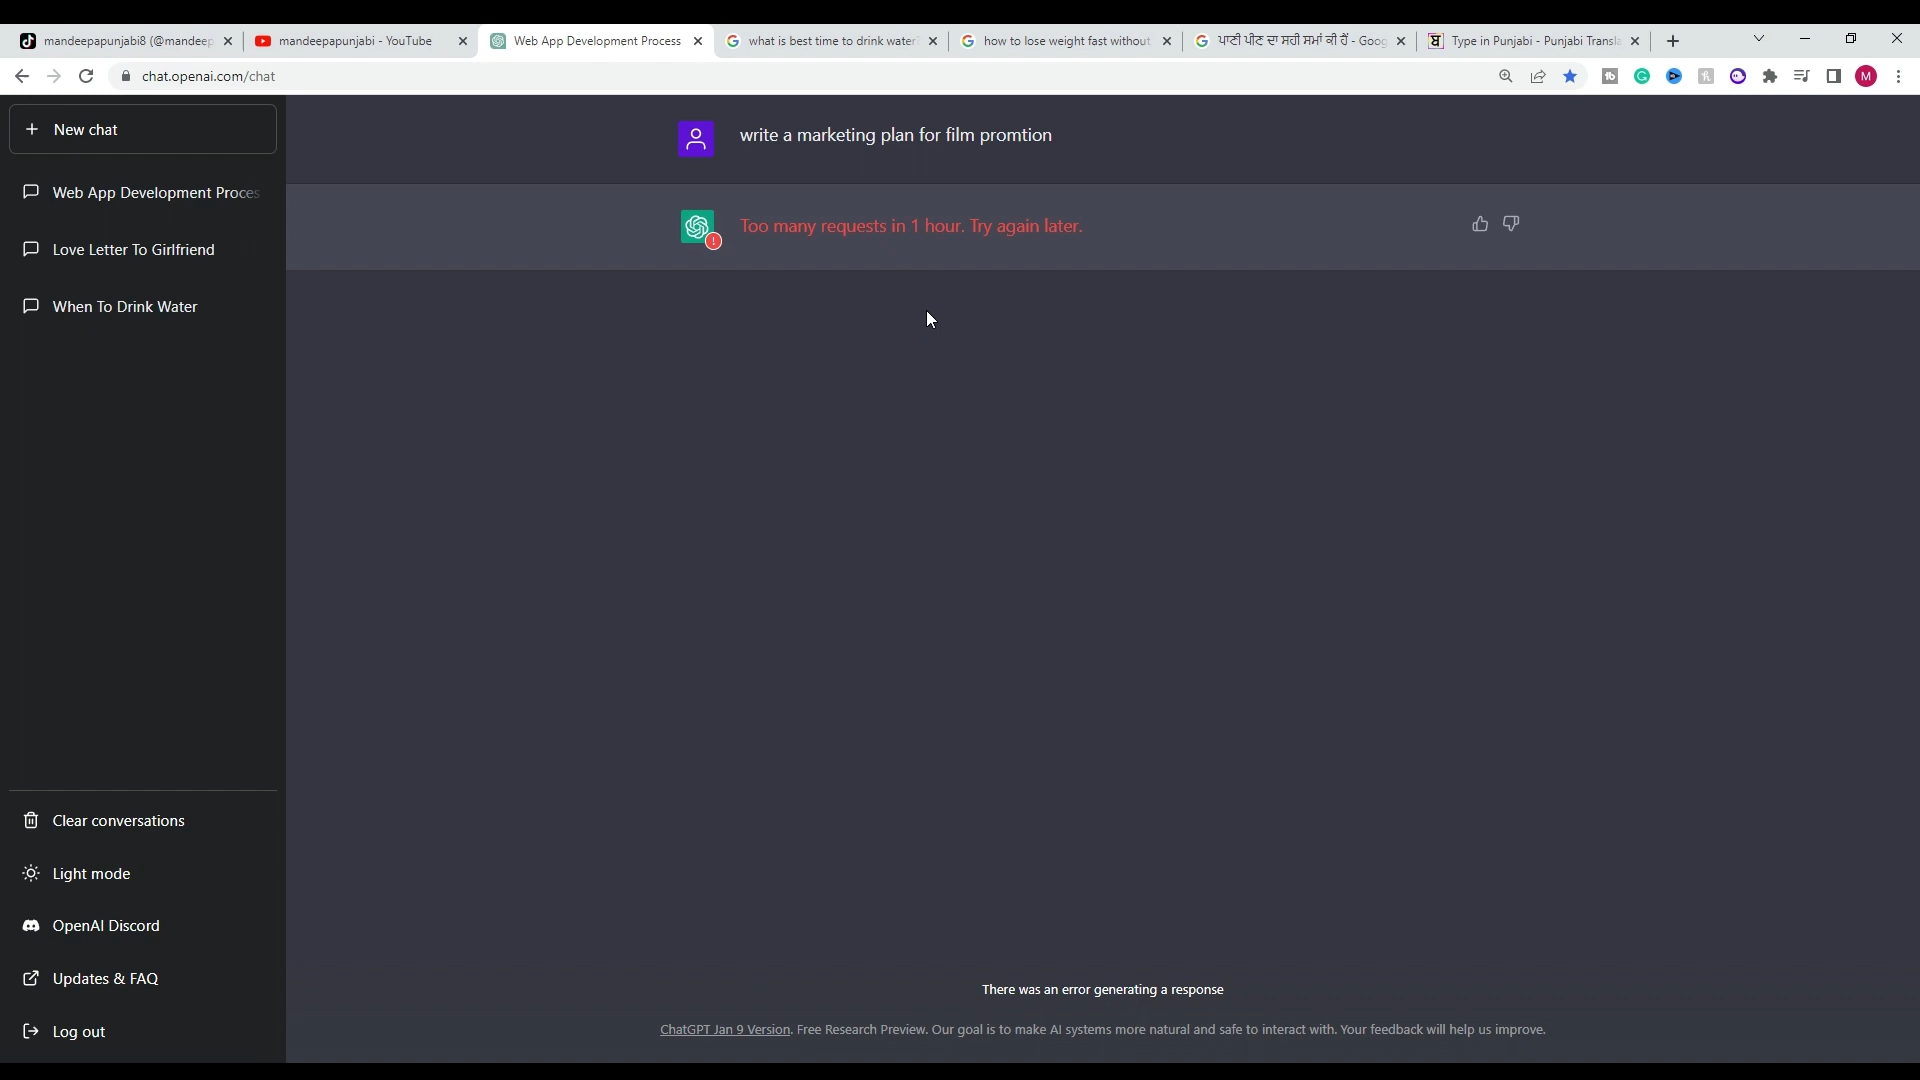 mandeepapunjabi8 (@mandeep
mandeepapunjabi - YouTube
Web App Development Process
what is best time to drink water?
how to lose weight fast without
ਪਾਣੀ ਪੀਣ ਦਾ ਸਹੀ ਸਮਾਂ ਕੀ ਹੈਂ - Goog
Type in Punjabi - Punjabi Transla
chat.openai.com/chat
M
New chat
Web App Development Proces
Love Letter To Girlfriend
When To Drink Water
write a marketing plan for film promtion
Too many requests in 1 hour. Try again later.
Clear conversations
Light mode
OpenAI Discord
Updates & FAQ
Log out
There was an error generating a response
ChatGPT Jan 9 Version. Free Research Preview. Our goal is to make AI systems more natural and safe to interact with. Your feedback will help us improve.